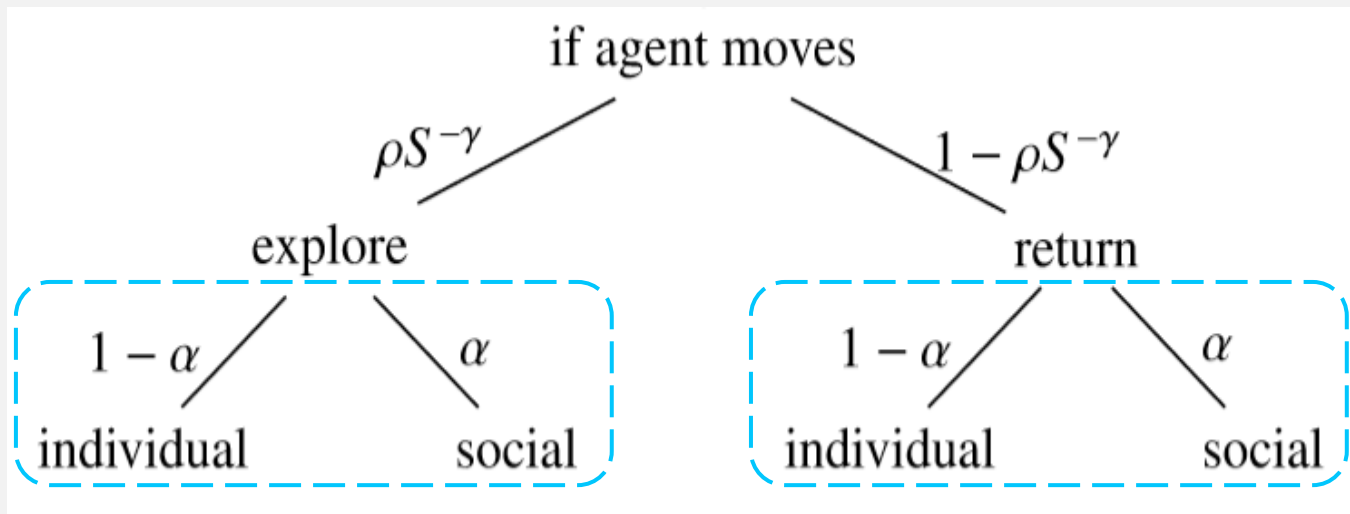 if agent moves
ρS^{−γ} 1 − ρS^{−γ}
explore return
1 − α α 1 − α α
individual social individual social